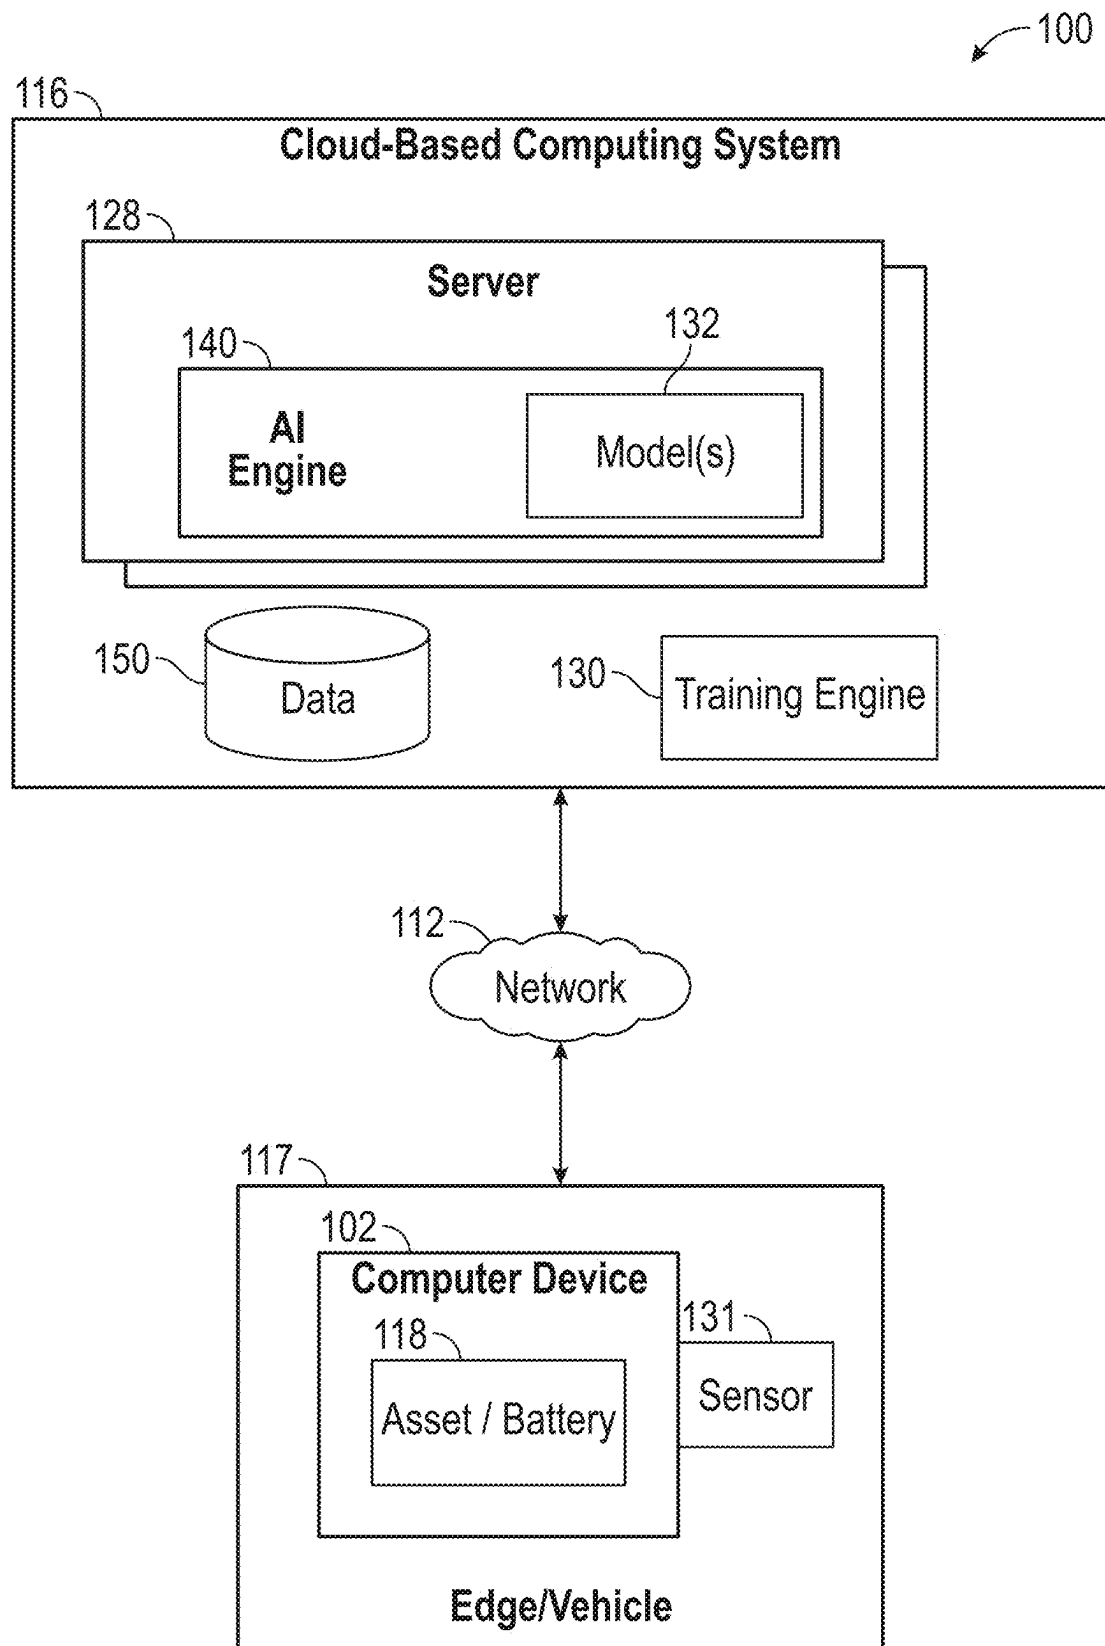 100
116
Cloud-Based Computing System
128
Server
132
140
AI
Engine
Model(s)
150
Data
130
Training Engine
112
Network
117
102
Computer Device
131
118
Asset / Battery
Sensor
Edge/Vehicle